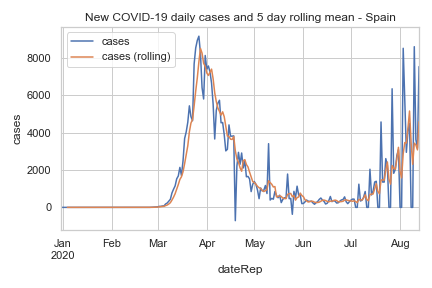 New COVID-19 daily cases and 5 day rolling mean - Spain
cases
cases (rolling)
8000
6000
4000
2000
0
cases
Jan Feb Mar Apr May Jun Jul Aug
2020
dateRep